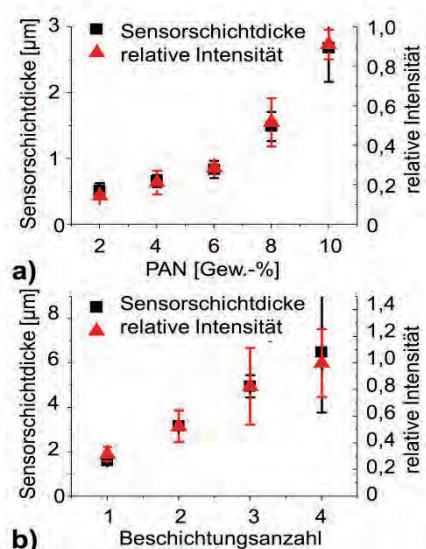 Sensorschichtdicke [µm]
3
2
1
0
Sensorschichtdicke
relative Intensität
1,0
0,8
0,6
0,4
0,2
0
relative Intensität
2 4 6 8 10
a) PAN [Gew.-%]
Sensorschichtdicke [µm]
8
6
4
2
0
Sensorschichtdicke
relative Intensität
1,4
1,2
1,0
0,8
0,6
0,4
0,2
0
relative Intensität
1 2 3 4
b) Beschichtungsanzahl